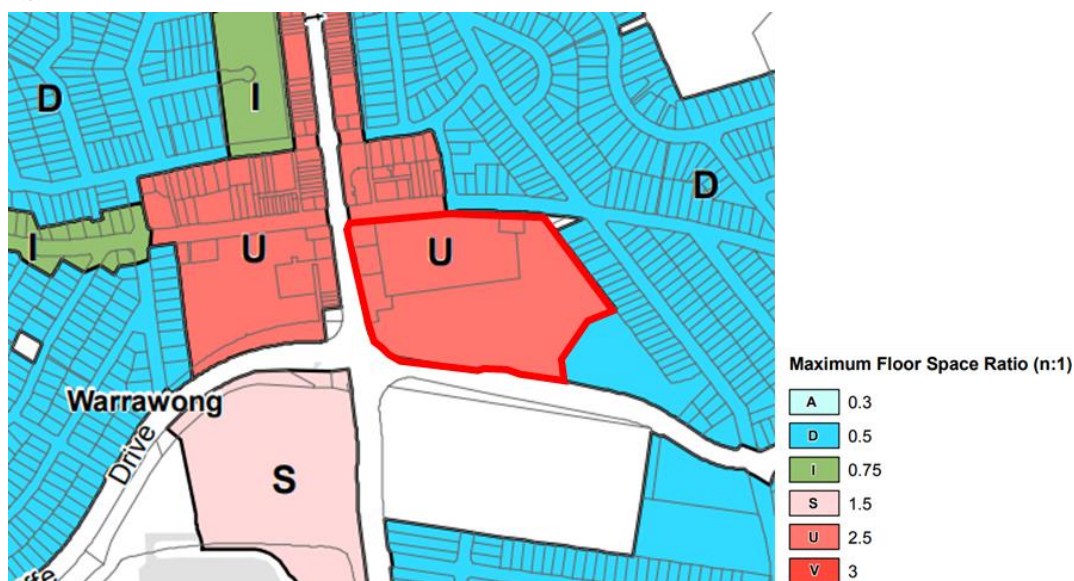 D
I
D
I
U
U
Warrawong
Drive
S
Maximum Floor Space Ratio (n:1)
A 0.3
D 0.5
I 0.75
S 1.5
U 2.5
V 3